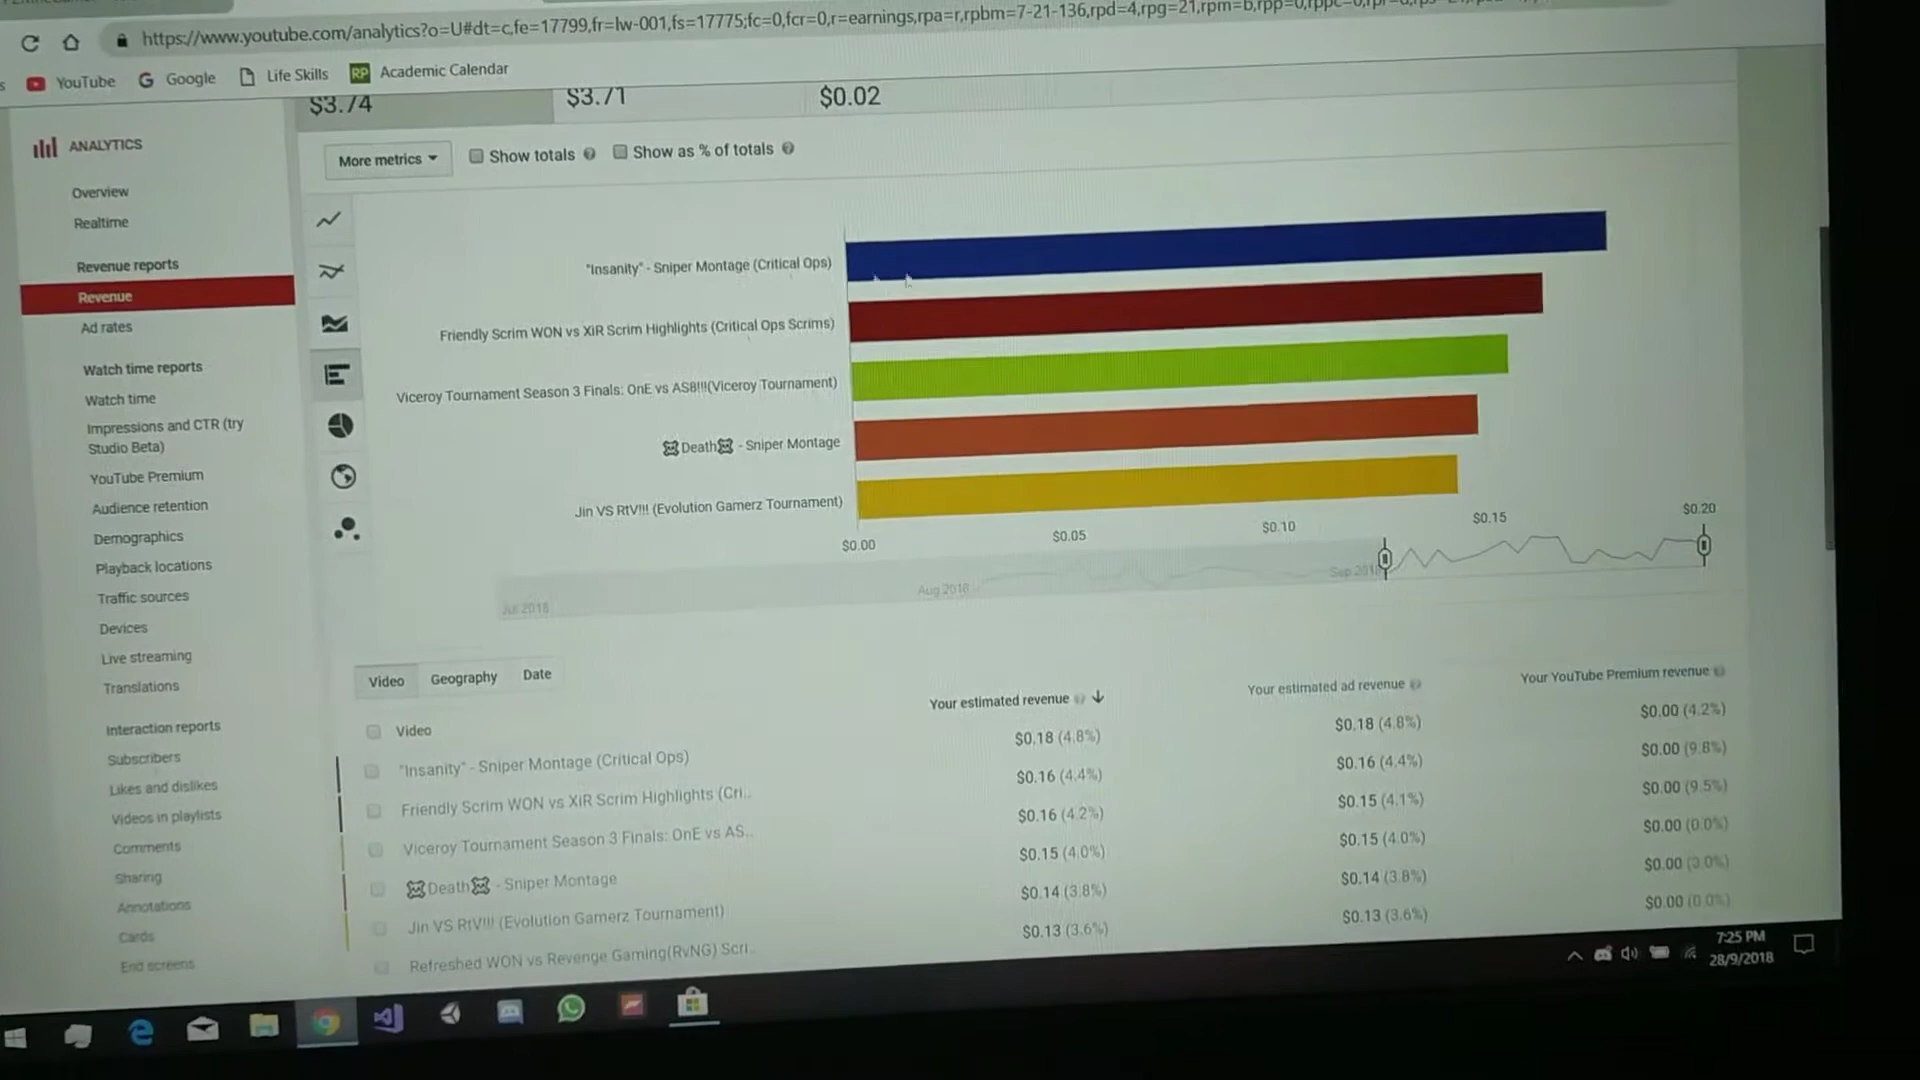 https://www.youtube.com/analytics?o=U#dt=c,fe=17799,fr=lw-001,fs=17775;fc=0,fcr=0,r=earnings,rpa=r,rpbm=7-21-136,rpd=4,rpg=21,rpm=b,rpp=0,rppc=0,
YouTube
Google
Life Skills
RP Academic Calendar
$3.74
$3.71
$0.02
ANALYTICS
Overview
Realtime
Revenue reports
Revenue
Ad rates
Watch time reports
Watch time
Impressions and CTR (try
Studio Beta)
YouTube Premium
Audience retention
Demographics
Playback locations
Traffic sources
Devices
Live streaming
Translations
Interaction reports
Subscribers
Likes and dislikes
Videos in playlists
Comments
Sharing
Annotations
Cards
End screens
More metrics
Show totals
Show as % of totals
"Insanity" - Sniper Montage (Critical Ops)
Friendly Scrim WON vs XiR Scrim Highlights (Critical Ops Scrims)
Viceroy Tournament Season 3 Finals: OnE vs AS8!!!(Viceroy Tournament)
☠Death☠ - Sniper Montage
Jin VS RtV!!! (Evolution Gamerz Tournament)
$0.00
$0.05
$0.10
$0.15
$0.20
Jul 2018
Aug 2018
Sep 2018
Video
Geography
Date
Video
Your estimated revenue
Your estimated ad revenue
Your YouTube Premium revenue
"Insanity" - Sniper Montage (Critical Ops)
$0.18 (4.8%)
$0.18 (4.8%)
$0.00 (4.2%)
Friendly Scrim WON vs XiR Scrim Highlights (Cri...
$0.16 (4.4%)
$0.16 (4.4%)
$0.00 (9.8%)
Viceroy Tournament Season 3 Finals: OnE vs AS...
$0.16 (4.2%)
$0.15 (4.1%)
$0.00 (9.5%)
☠Death☠ - Sniper Montage
$0.15 (4.0%)
$0.15 (4.0%)
$0.00 (0.0%)
Jin VS RtV!!! (Evolution Gamerz Tournament)
$0.14 (3.8%)
$0.14 (3.8%)
$0.00 (3.0%)
Refreshed WON vs Revenge Gaming(RvNG) Scri...
$0.13 (3.6%)
$0.13 (3.6%)
$0.00 (0.0%)
7:25 PM
28/9/2018